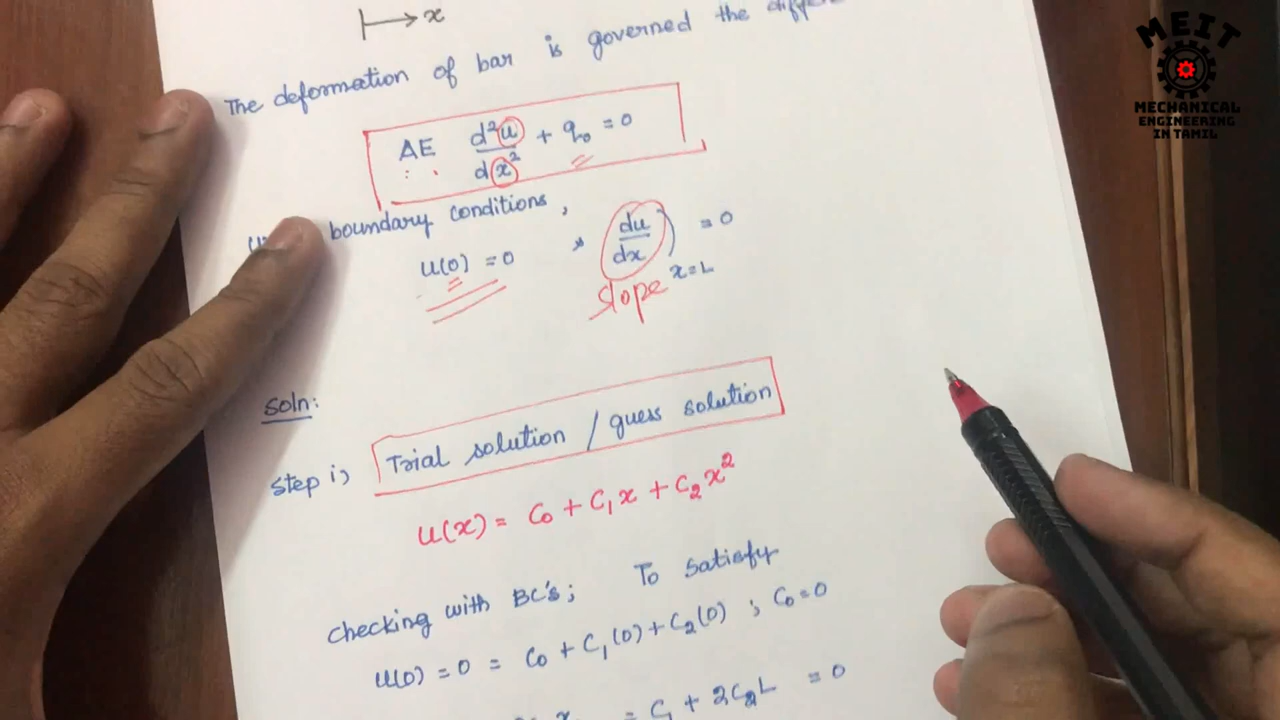 x
The deformation of bar is governed the
AE d²u/dx² + q₀ = 0
boundary conditions,
u(0) = 0 , du/dx) x=L = 0
slope
Soln:
Step i) Trial solution / guess solution
u(x) = C₀ + C₁x + C₂x²
checking with BC's; To satisfy
u(0) = 0 = C₀ + C₁(0) + C₂(0) ; C₀ = 0
= C₁ + 2C₂L = 0
MEIT
MECHANICAL
ENGINEERING
IN TAMIL